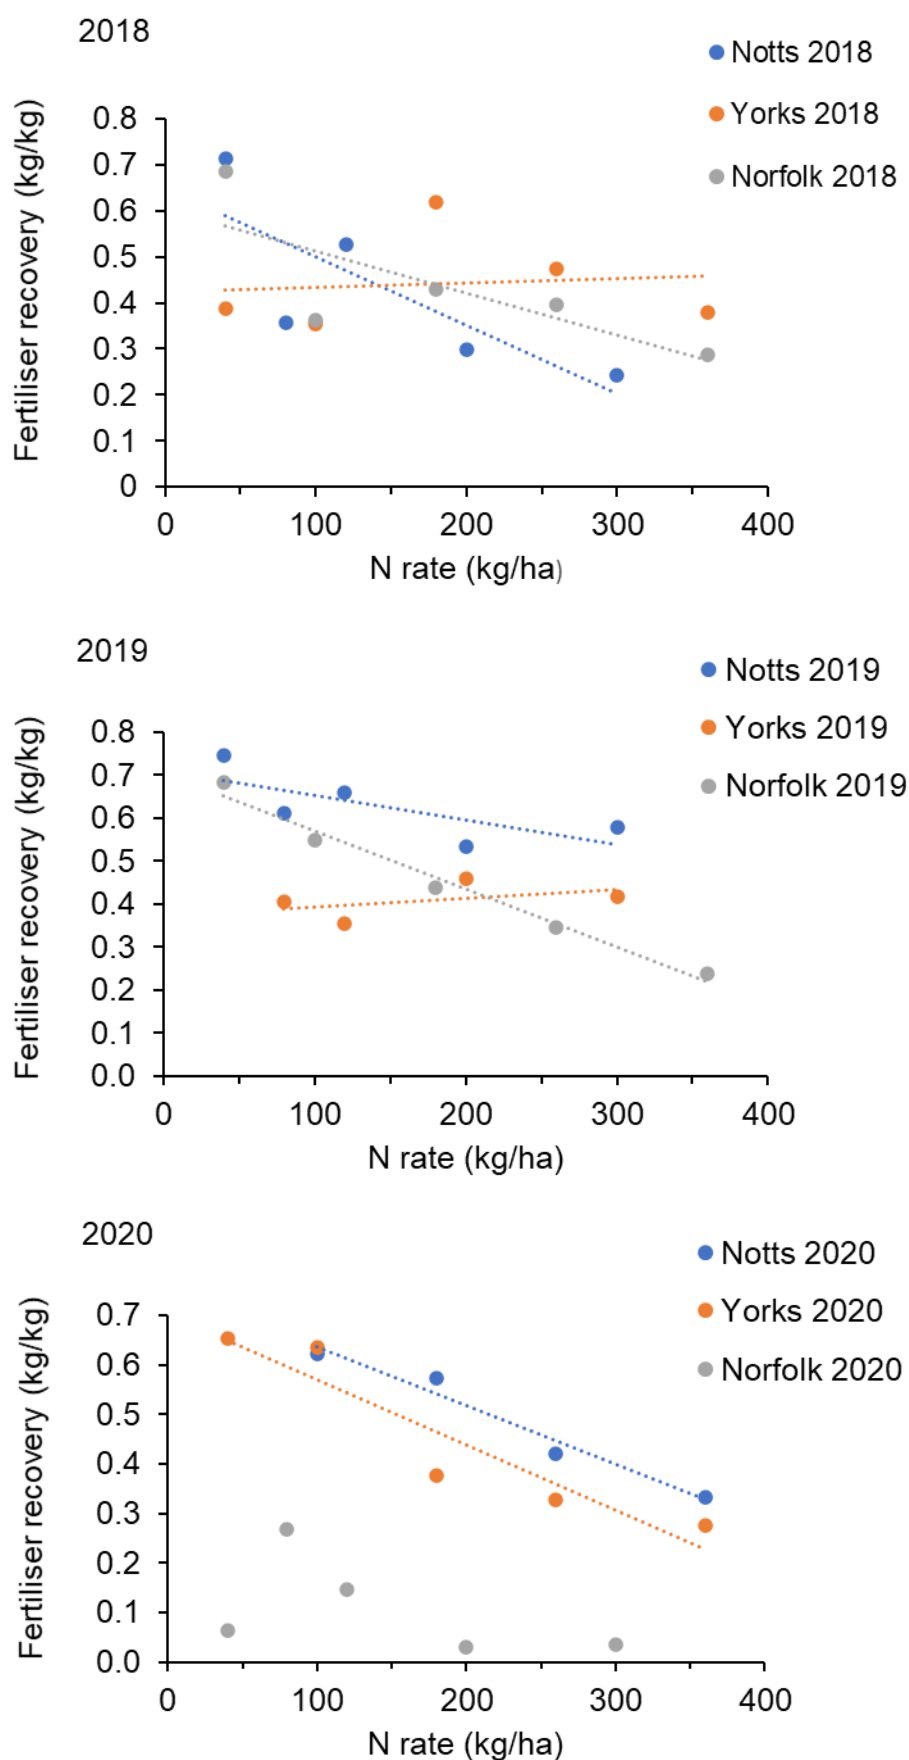 2018
Notts 2018
Yorks 2018
Norfolk 2018
Fertiliser recovery (kg/kg)
0.8
0.7
0.6
0.5
0.4
0.3
0.2
0.1
0
0 100 200 300 400
N rate (kg/ha)
2019
Notts 2019
Yorks 2019
Norfolk 2019
Fertiliser recovery (kg/kg)
0.8
0.7
0.6
0.5
0.4
0.3
0.2
0.1
0.0
0 100 200 300 400
N rate (kg/ha)
2020
Notts 2020
Yorks 2020
Norfolk 2020
Fertiliser recovery (kg/kg)
0.7
0.6
0.5
0.4
0.3
0.2
0.1
0.0
0 100 200 300 400
N rate (kg/ha)